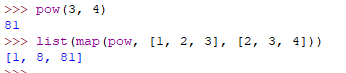 >>> pow(3, 4)
81
>>> list(map(pow, [1, 2, 3], [2, 3, 4]))
[1, 8, 81]